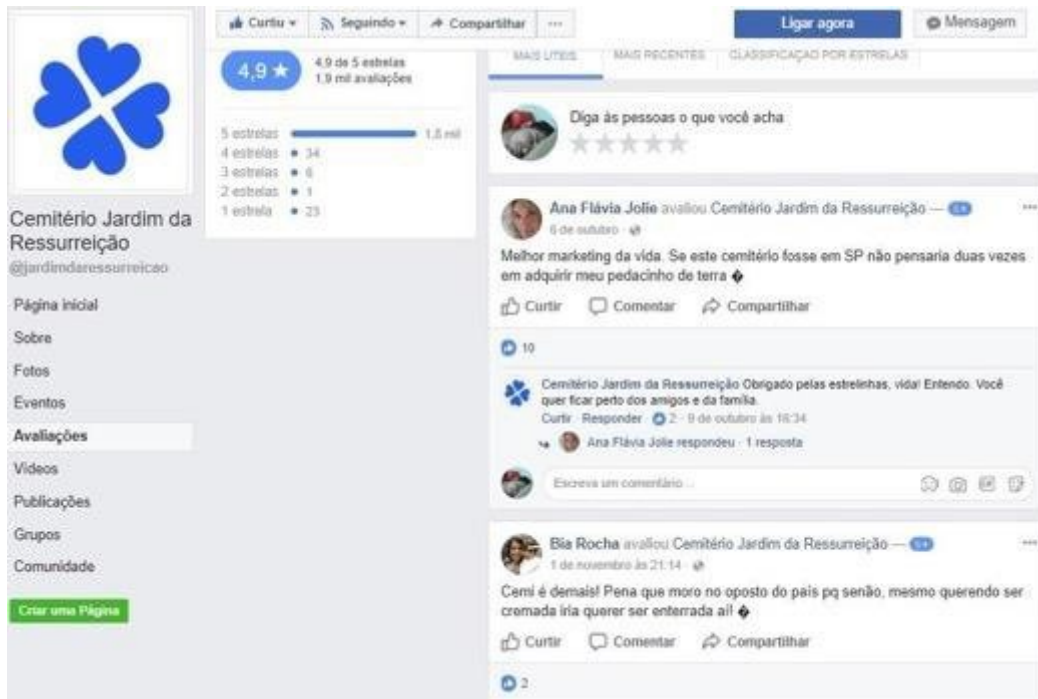 Curtiu
Seguindo
Compartilhar
Ligar agora
Mensagem
4,9 ★
4,9 de 5 estrelas
1,9 mil avaliações
5 estrelas 1,8 mil
4 estrelas 34
3 estrelas 6
2 estrelas 1
1 estrela 23
Cemitério Jardim da
Ressurreição
@jardimdaressurreicao
Página inicial
Sobre
Fotos
Eventos
Avaliações
Vídeos
Publicações
Grupos
Comunidade
Criar uma Página
MAIS ÚTEIS
MAIS RECENTES
CLASSIFICAÇÃO POR ESTRELAS
Diga às pessoas o que você acha
Ana Flávia Jolie avaliou Cemitério Jardim da Ressurreição — 5★
6 de outubro
Melhor marketing da vida. Se este cemitério fosse em SP não pensaria duas vezes
em adquirir meu pedacinho de terra �
Curtir Comentar Compartilhar
10
Cemitério Jardim da Ressurreição Obrigado pelas estrelinhas, vida! Entendo. Você
quer ficar perto dos amigos e da família.
Curtir · Responder · 2 · 9 de outubro às 16:34
Ana Flávia Jolie respondeu · 1 resposta
Escreva um comentário...
Bia Rocha avaliou Cemitério Jardim da Ressurreição — 5★
1 de novembro às 21:14
Cemi é demais! Pena que moro no oposto do país pq senão, mesmo querendo ser
cremada iria querer ser enterrada aí! �
Curtir Comentar Compartilhar
2